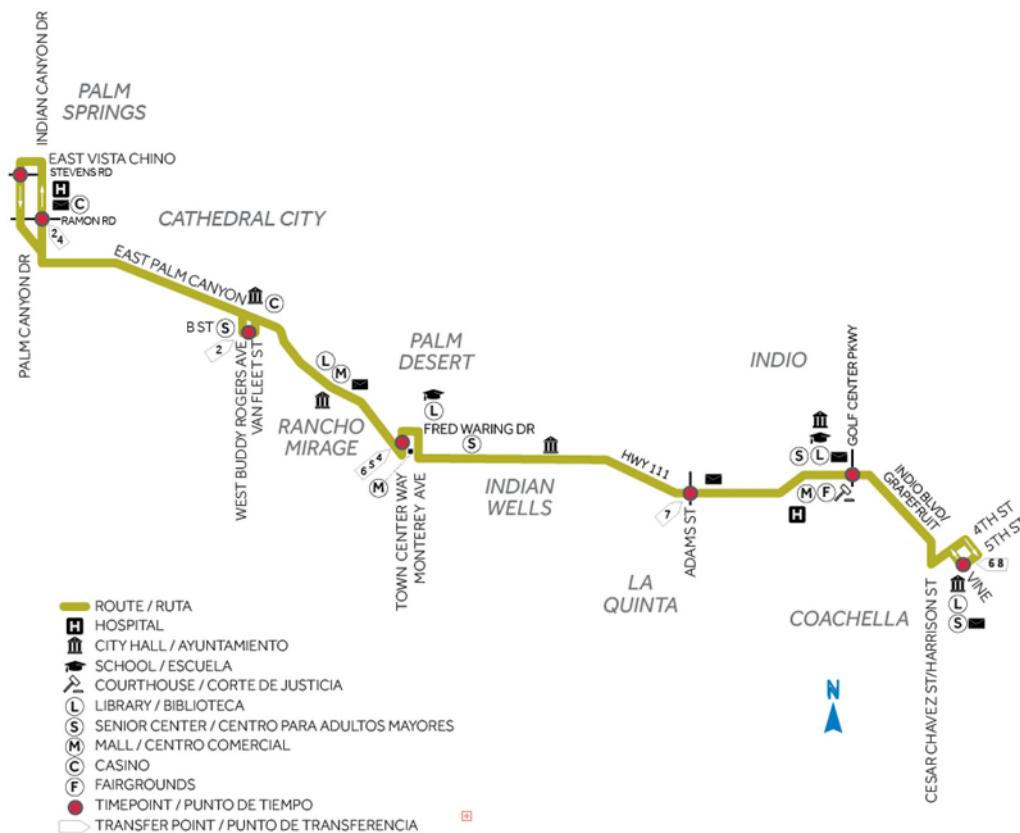 INDIAN CANYON DR
PALM
SPRINGS
EAST VISTA CHINO
STEVENS RD
H
C
RAMON RD
2 4
CATHEDRAL CITY
PALM CANYON DR
EAST PALM CANYON
C
B ST
S
2
WEST BUDDY ROGERS AVE
VAN FLEET ST
L
M
PALM
DESERT
L
RANCHO
MIRAGE
FRED WARING DR
S
6 5 4
M
TOWN CENTER WAY
MONTEREY AVE
INDIAN
WELLS
HWY 111
7
ADAMS ST
LA
QUINTA
INDIO
GOLF CENTER PKWY
S L
M F
H
INDIO BLVD/
GRAPEFRUIT
4TH ST
5TH ST
6 8
VINE
L
S
COACHELLA
CESAR CHAVEZ ST/HARRISON ST
N
ROUTE / RUTA
H HOSPITAL
CITY HALL / AYUNTAMIENTO
SCHOOL / ESCUELA
COURTHOUSE / CORTE DE JUSTICIA
L LIBRARY / BIBLIOTECA
S SENIOR CENTER / CENTRO PARA ADULTOS MAYORES
M MALL / CENTRO COMERCIAL
C CASINO
F FAIRGROUNDS
TIMEPOINT / PUNTO DE TIEMPO
TRANSFER POINT / PUNTO DE TRANSFERENCIA